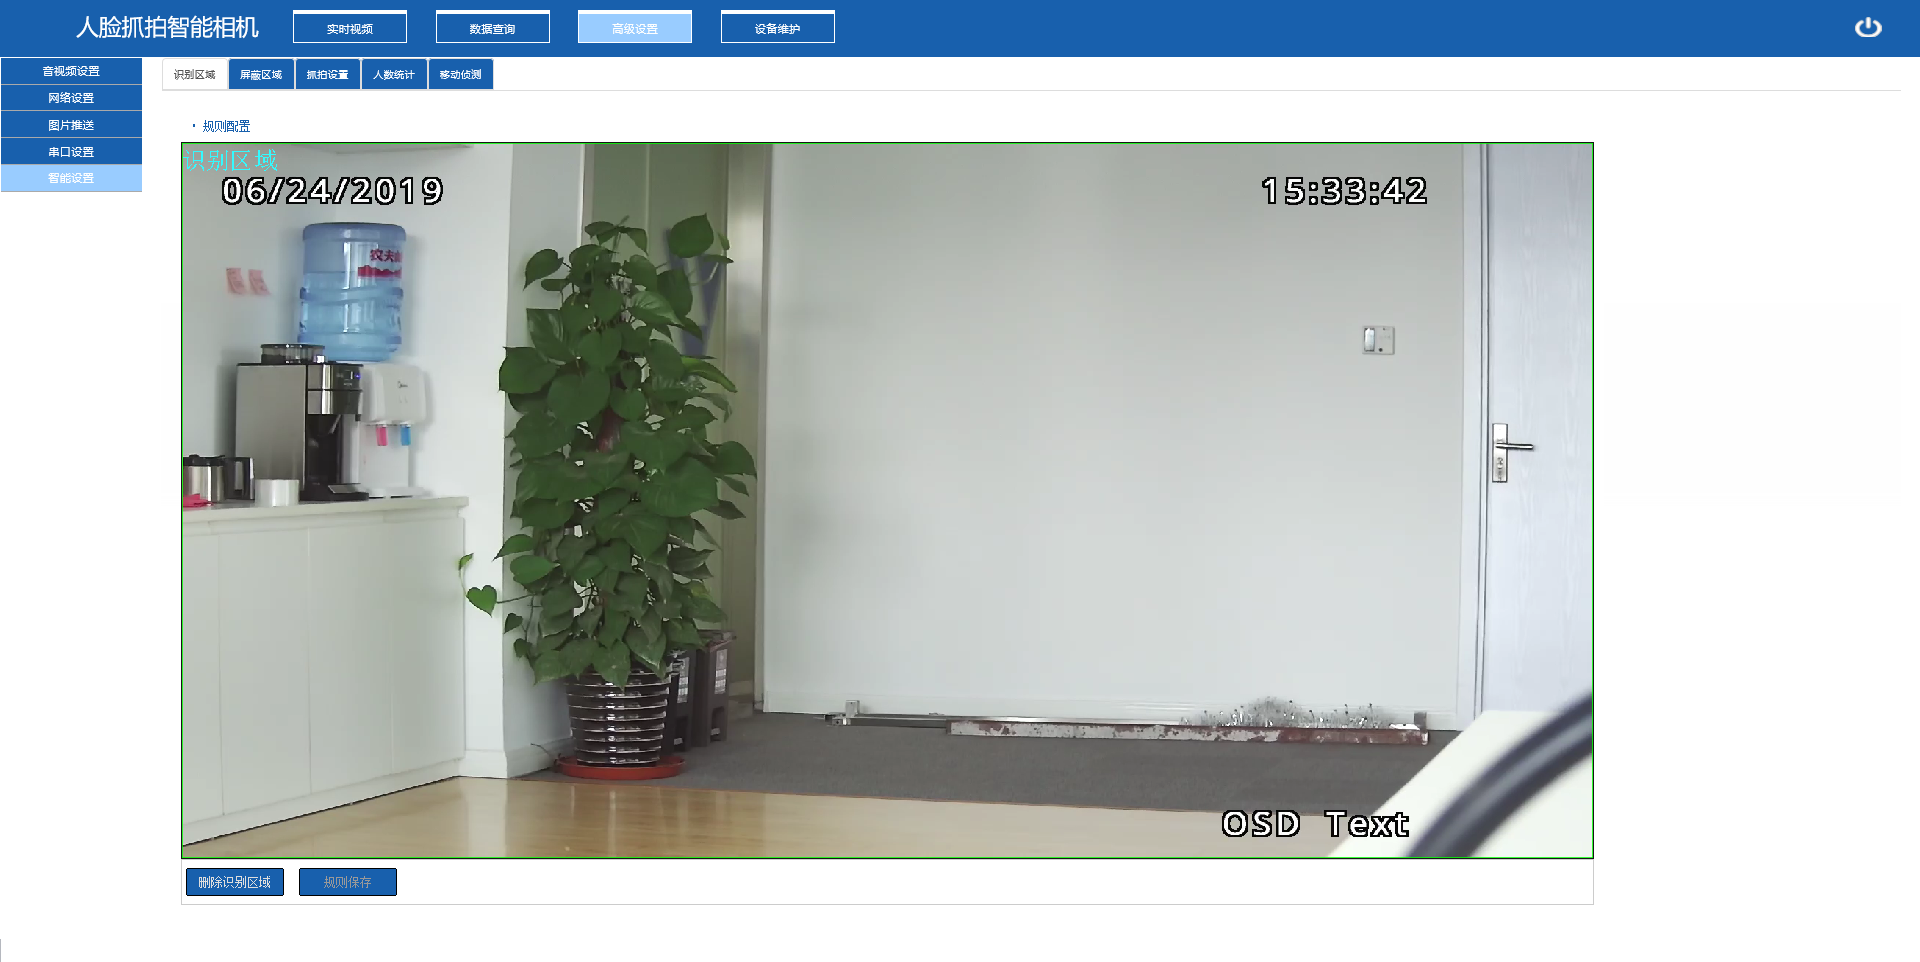 人脸抓拍智能相机
实时视频
数据查询
高级设置
设备维护
音视频设置
网络设置
图片推送
串口设置
智能设置
识别区域
屏蔽区域
抓拍设置
人数统计
移动侦测
· 规则配置
识别区域
06/24/2019
15:33:42
农夫
OSD Text
删除识别区域
规则保存